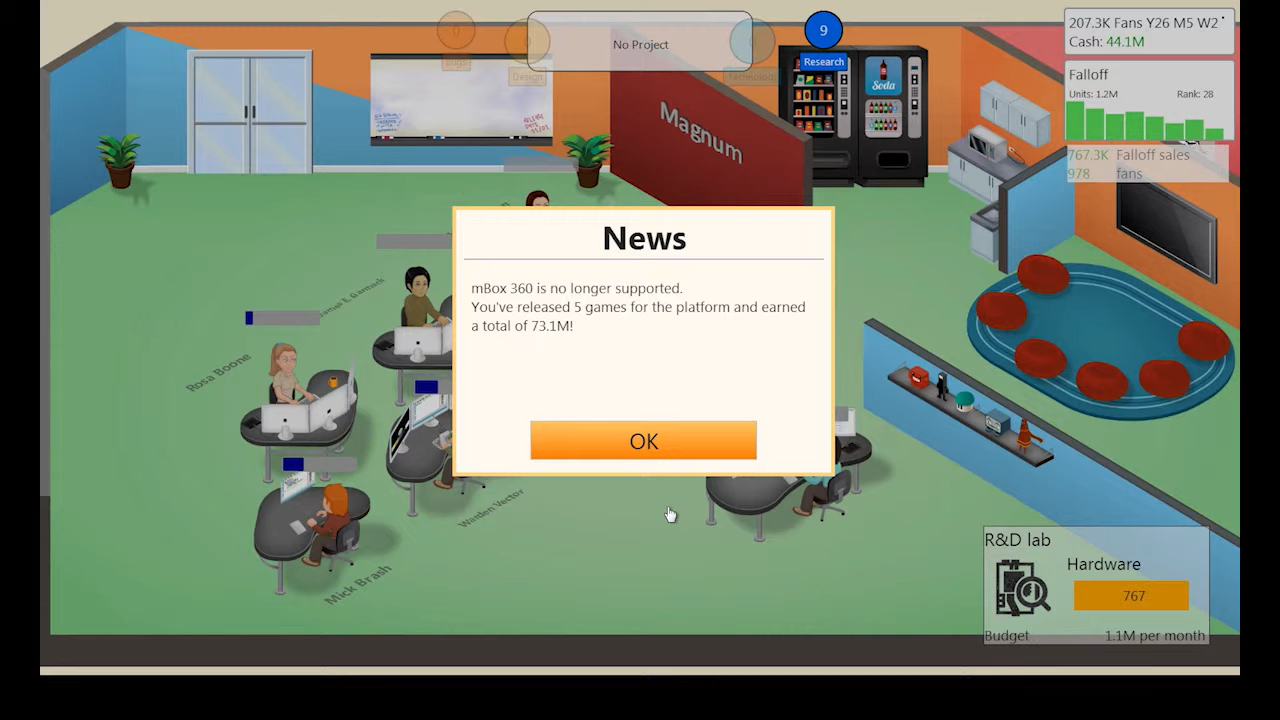 No Project
9
Research
Design
207.3K Fans Y26 M5 W2
Cash: 44.1M
Falloff
Units: 1.2M Rank: 28
767.3K Falloff sales
978 fans
Soda
Magnum
News
mBox 360 is no longer supported.
You've released 5 games for the platform and earned
a total of 73.1M!
OK
Rosa Boone
Warden Vector
Mick Brash
R&D lab
Hardware
767
Budget 1.1M per month